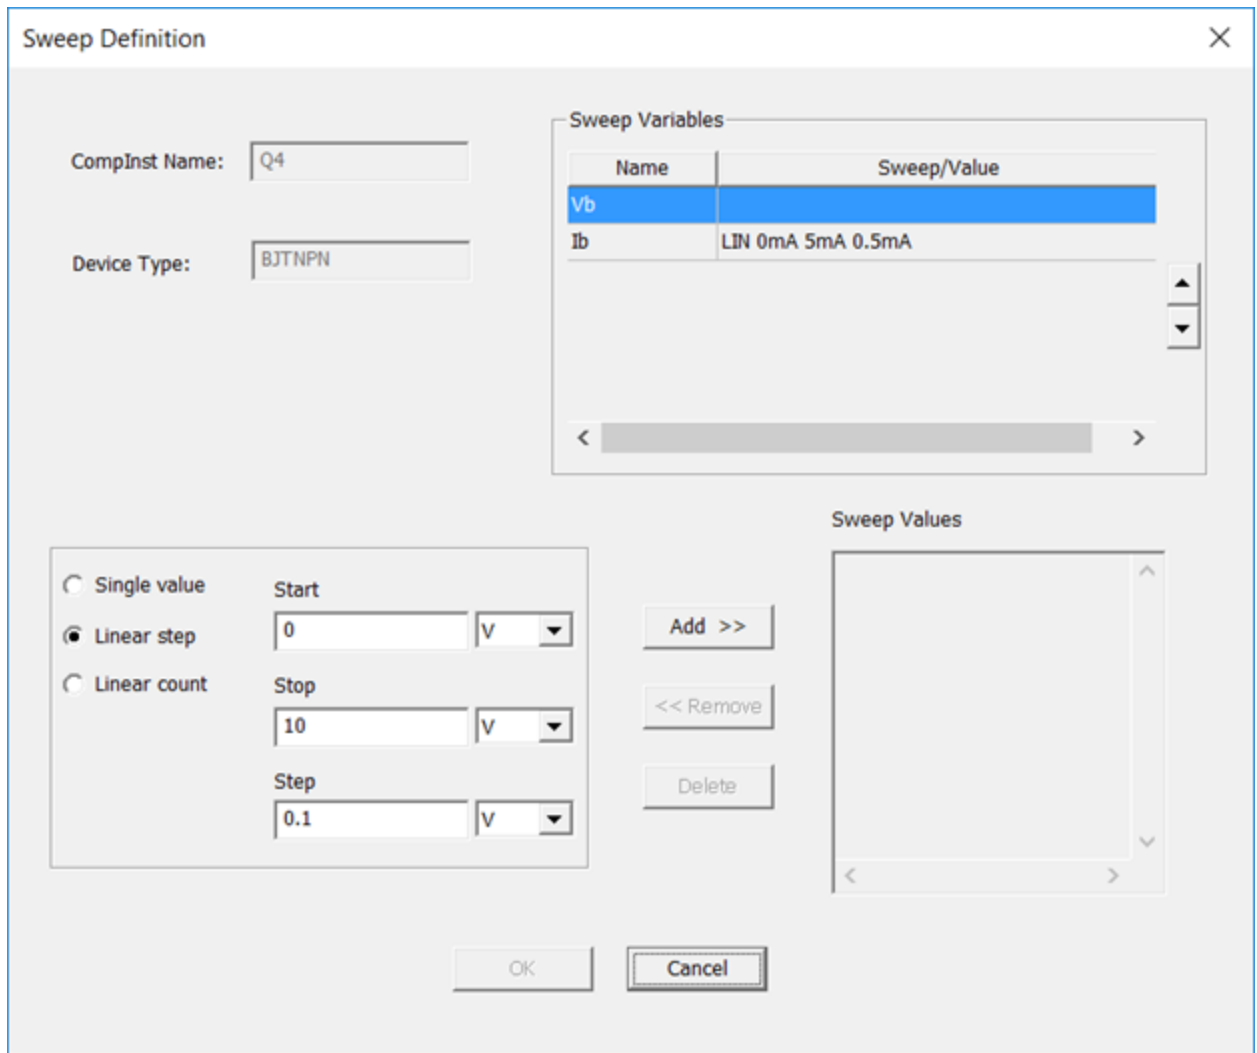 Sweep Definition
CompInst Name: Q4
Device Type: BJTNPN
Sweep Variables
Name Sweep/Value
Vb
Ib LIN 0mA 5mA 0.5mA
Single value
Linear step
Linear count
Start
0 V
Stop
10 V
Step
0.1 V
Add >>
<< Remove
Delete
Sweep Values
OK Cancel